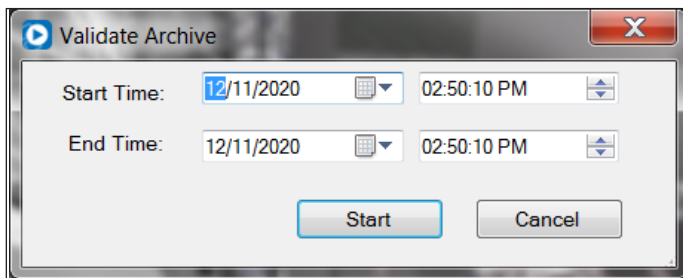 Validate Archive
Start Time: 12/11/2020 02:50:10 PM
End Time: 12/11/2020 02:50:10 PM
Start Cancel